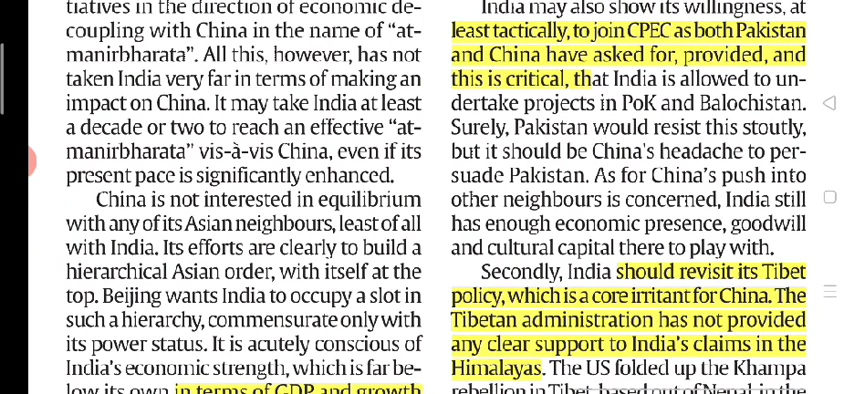 tiatives in the direction of economic de-
coupling with China in the name of “at-
manirbharata”. All this, however, has not
taken India very far in terms of making an
impact on China. It may take India at least
a decade or two to reach an effective “at-
manirbharata” vis-à-vis China, even if its
present pace is significantly enhanced.
China is not interested in equilibrium
with any of its Asian neighbours, least of all
with India. Its efforts are clearly to build a
hierarchical Asian order, with itself at the
top. Beijing wants India to occupy a slot in
such a hierarchy, commensurate only with
its power status. It is acutely conscious of
India’s economic strength, which is far be-
low its own in terms of GDP and growth
India may also show its willingness, at
least tactically, to join CPEC as both Pakistan
and China have asked for, provided, and
this is critical, that India is allowed to un-
dertake projects in PoK and Balochistan.
Surely, Pakistan would resist this stoutly,
but it should be China's headache to per-
suade Pakistan. As for China’s push into
other neighbours is concerned, India still
has enough economic presence, goodwill
and cultural capital there to play with.
Secondly, India should revisit its Tibet
policy, which is a core irritant for China. The
Tibetan administration has not provided
any clear support to India’s claims in the
Himalayas. The US folded up the Khampa
rebellion in Tibet based out of Nepal in the